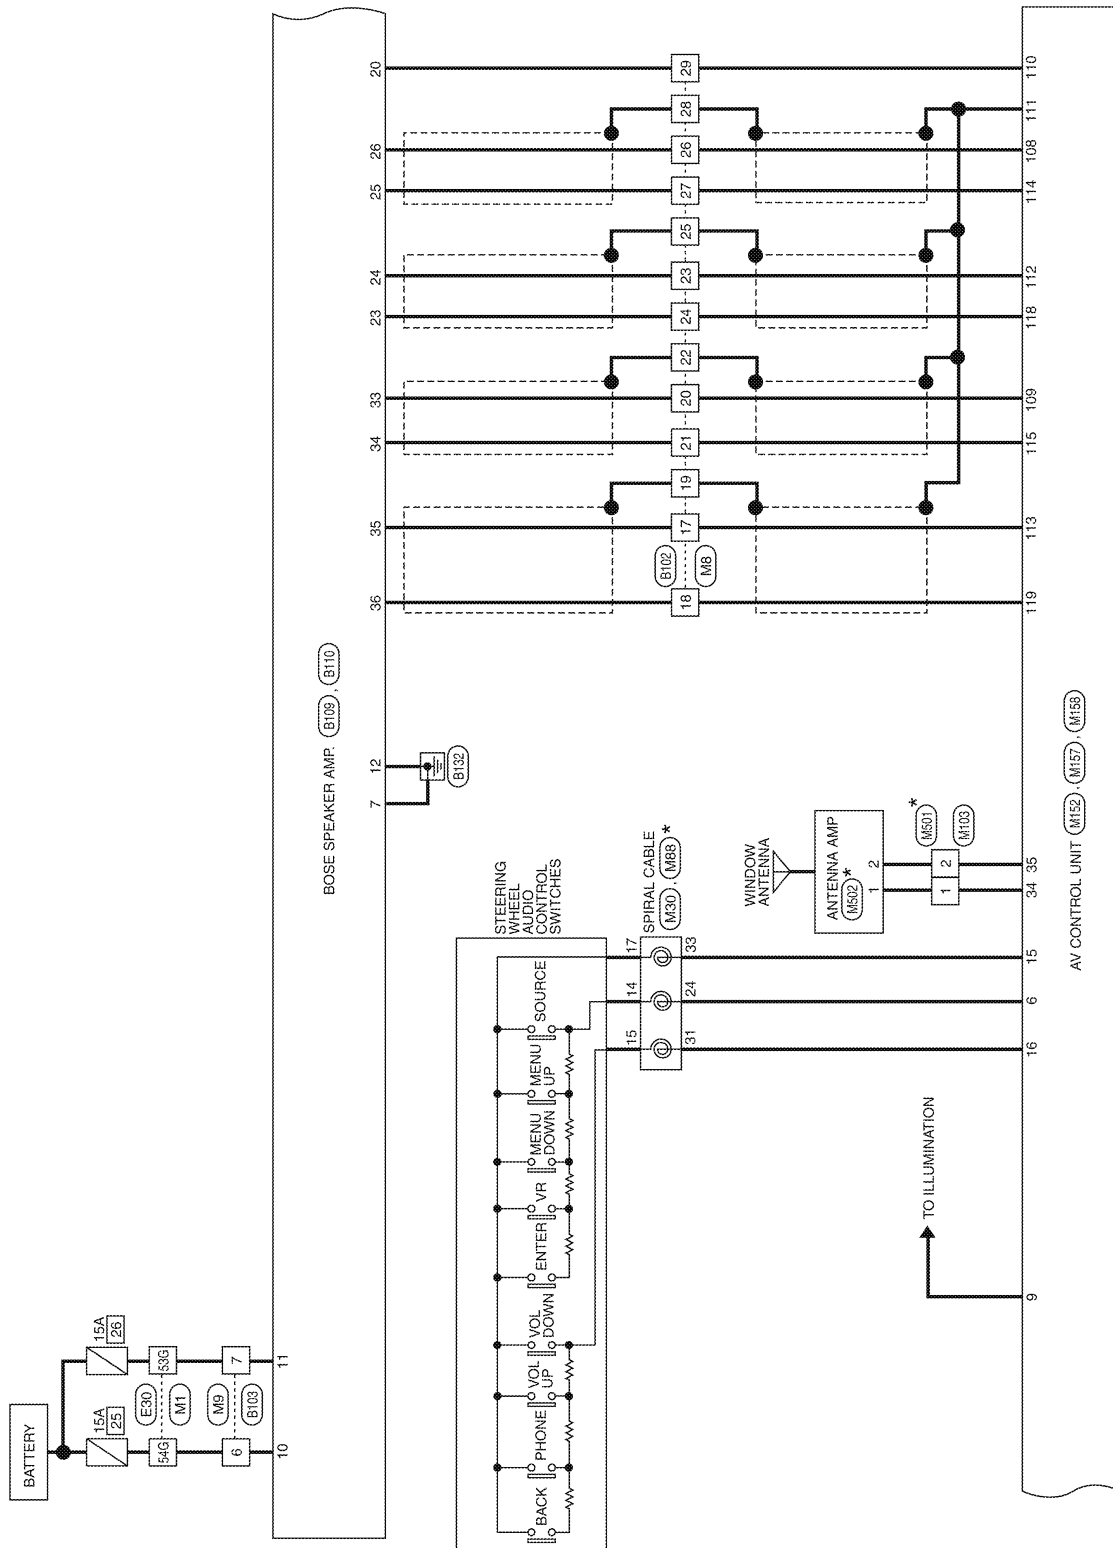 BATTERY
15A
25
15A
26
54G
E30
M1
53G
6
M9
B103
7
10
11
BOSE SPEAKER AMP. B109 , B110
7
12
B132
36
35
34
33
23
24
25
26
20
STEERING
WHEEL
AUDIO
CONTROL
SWITCHES
BACK
PHONE
VOL
UP
VOL
DOWN
ENTER
VR
MENU
DOWN
MENU
UP
SOURCE
15
14
17
SPIRAL CABLE
M30 , M88 *
31
24
33
18
B102
M8
17
19
21
20
22
24
23
25
27
26
28
29
WINDOW
ANTENNA
ANTENNA AMP
M502 *
1
2
1
2
M501 *
M103
TO ILLUMINATION
9
16
6
15
34
35
119
113
115
109
118
112
114
108
111
110
AV CONTROL UNIT M152 , M157 , M158